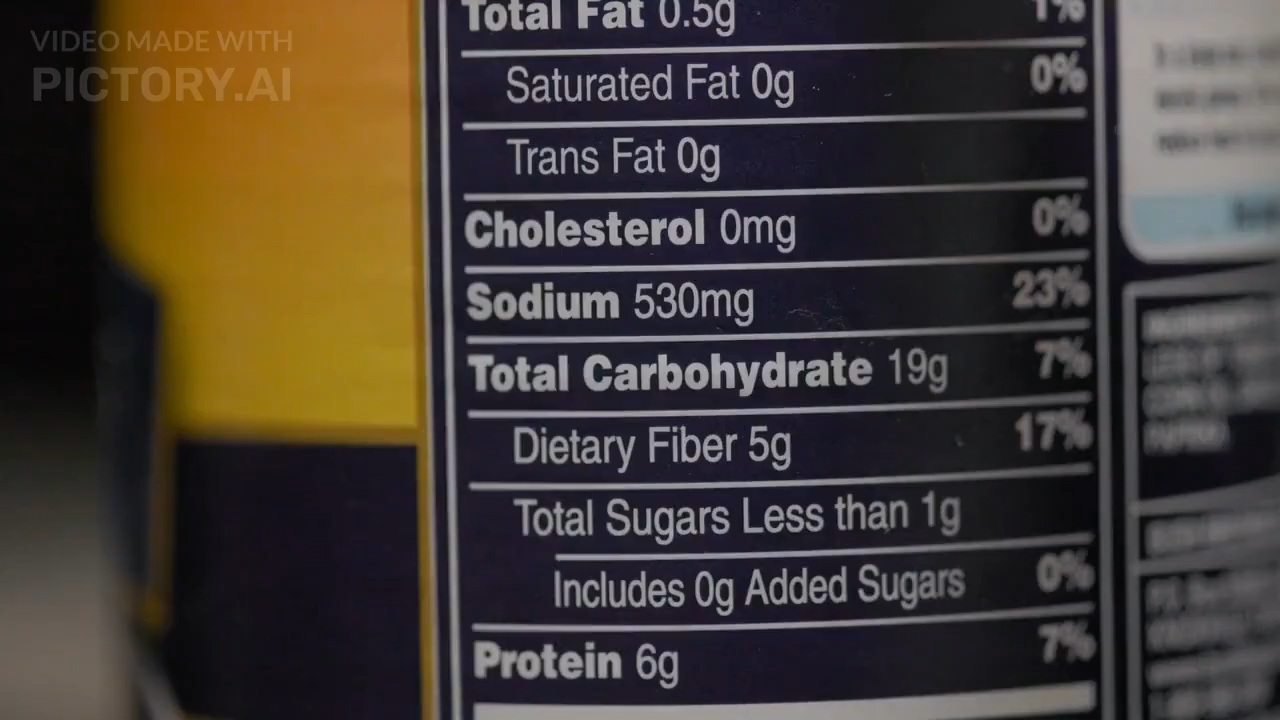 VIDEO MADE WITH
PICTORY.AI
Total Fat 0.5g 1%
Saturated Fat 0g 0%
Trans Fat 0g
Cholesterol 0mg 0%
Sodium 530mg 23%
Total Carbohydrate 19g 7%
Dietary Fiber 5g 17%
Total Sugars Less than 1g
Includes 0g Added Sugars 0%
Protein 6g 7%